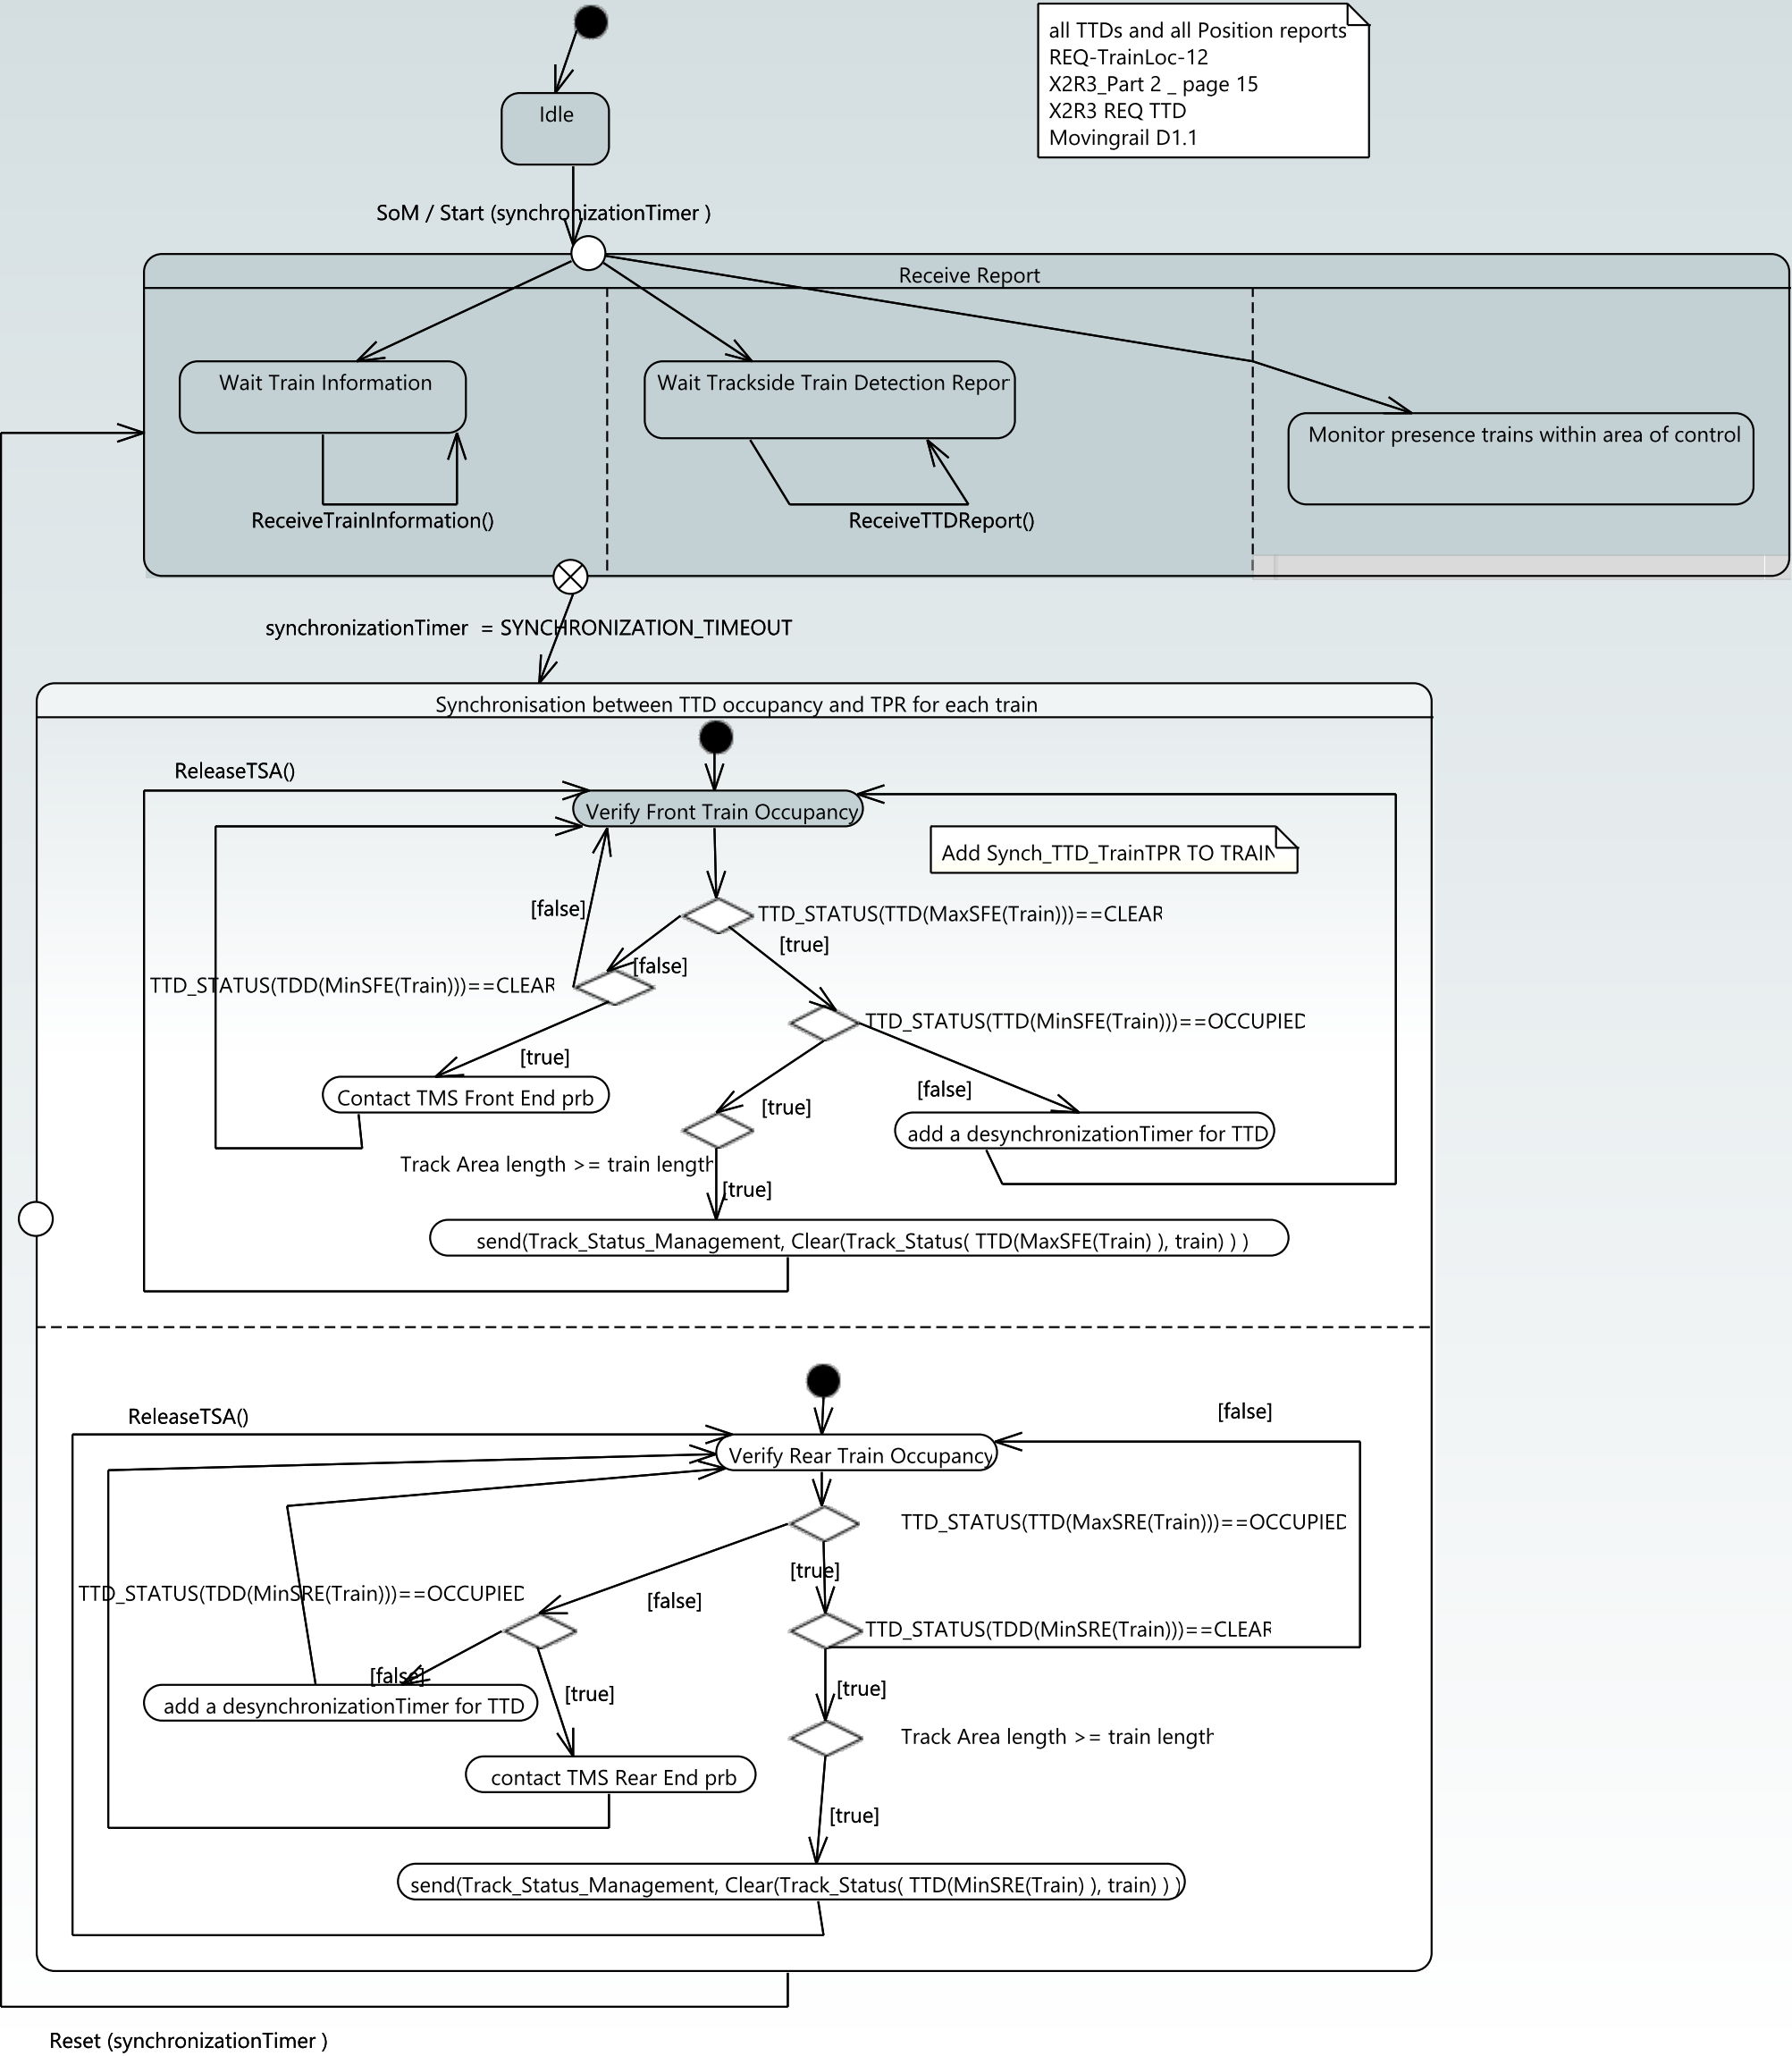 all TTDs and all Position reports
REQ-TrainLoc-12
X2R3_Part 2 _ page 15
X2R3 REQ TTD
Movingrail D1.1
Idle
SoM / Start (synchronizationTimer )
Receive Report
Wait Train Information
Wait Trackside Train Detection Repor
Monitor presence trains within area of control
ReceiveTrainInformation()
ReceiveTTDReport()
synchronizationTimer = SYNCHRONIZATION_TIMEOUT
Synchronisation between TTD occupancy and TPR for each train
ReleaseTSA()
Verify Front Train Occupancy
Add Synch_TTD_TrainTPR TO TRAIN
[false]
TTD_STATUS(TTD(MaxSFE(Train)))==CLEAR
[true]
[false]
TTD_STATUS(TDD(MinSFE(Train)))==CLEAR
TTD_STATUS(TTD(MinSFE(Train)))==OCCUPIED
[true]
Contact TMS Front End prb
[false]
[true]
add a desynchronizationTimer for TTD
Track Area length >= train length
[true]
send(Track_Status_Management, Clear(Track_Status( TTD(MaxSFE(Train) ), train) ) )
ReleaseTSA()
[false]
Verify Rear Train Occupancy
TTD_STATUS(TTD(MaxSRE(Train)))==OCCUPIED
[true]
TTD_STATUS(TDD(MinSRE(Train)))==OCCUPIED
[false]
TTD_STATUS(TDD(MinSRE(Train)))==CLEAR
[false]
[true]
[true]
add a desynchronizationTimer for TTD
Track Area length >= train length
contact TMS Rear End prb
[true]
send(Track_Status_Management, Clear(Track_Status( TTD(MinSRE(Train) ), train) ) )
Reset (synchronizationTimer )